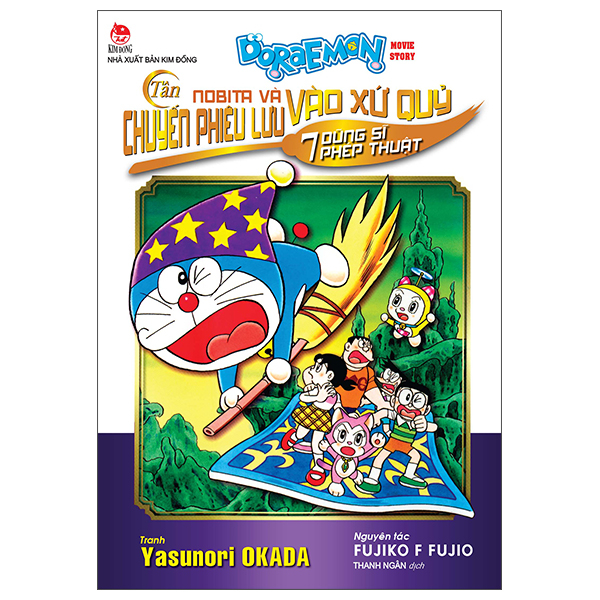 KIM ĐỒNG
NHÀ XUẤT BẢN KIM ĐỒNG
DORAEMON
MOVIE
STORY
Tân
NOBITA VÀ
CHUYẾN PHIÊU LƯU VÀO XỨ QUỶ
7 DŨNG SĨ
PHÉP THUẬT
Tranh
Yasunori OKADA
Nguyên tác
FUJIKO F FUJIO
THANH NGÂN dịch